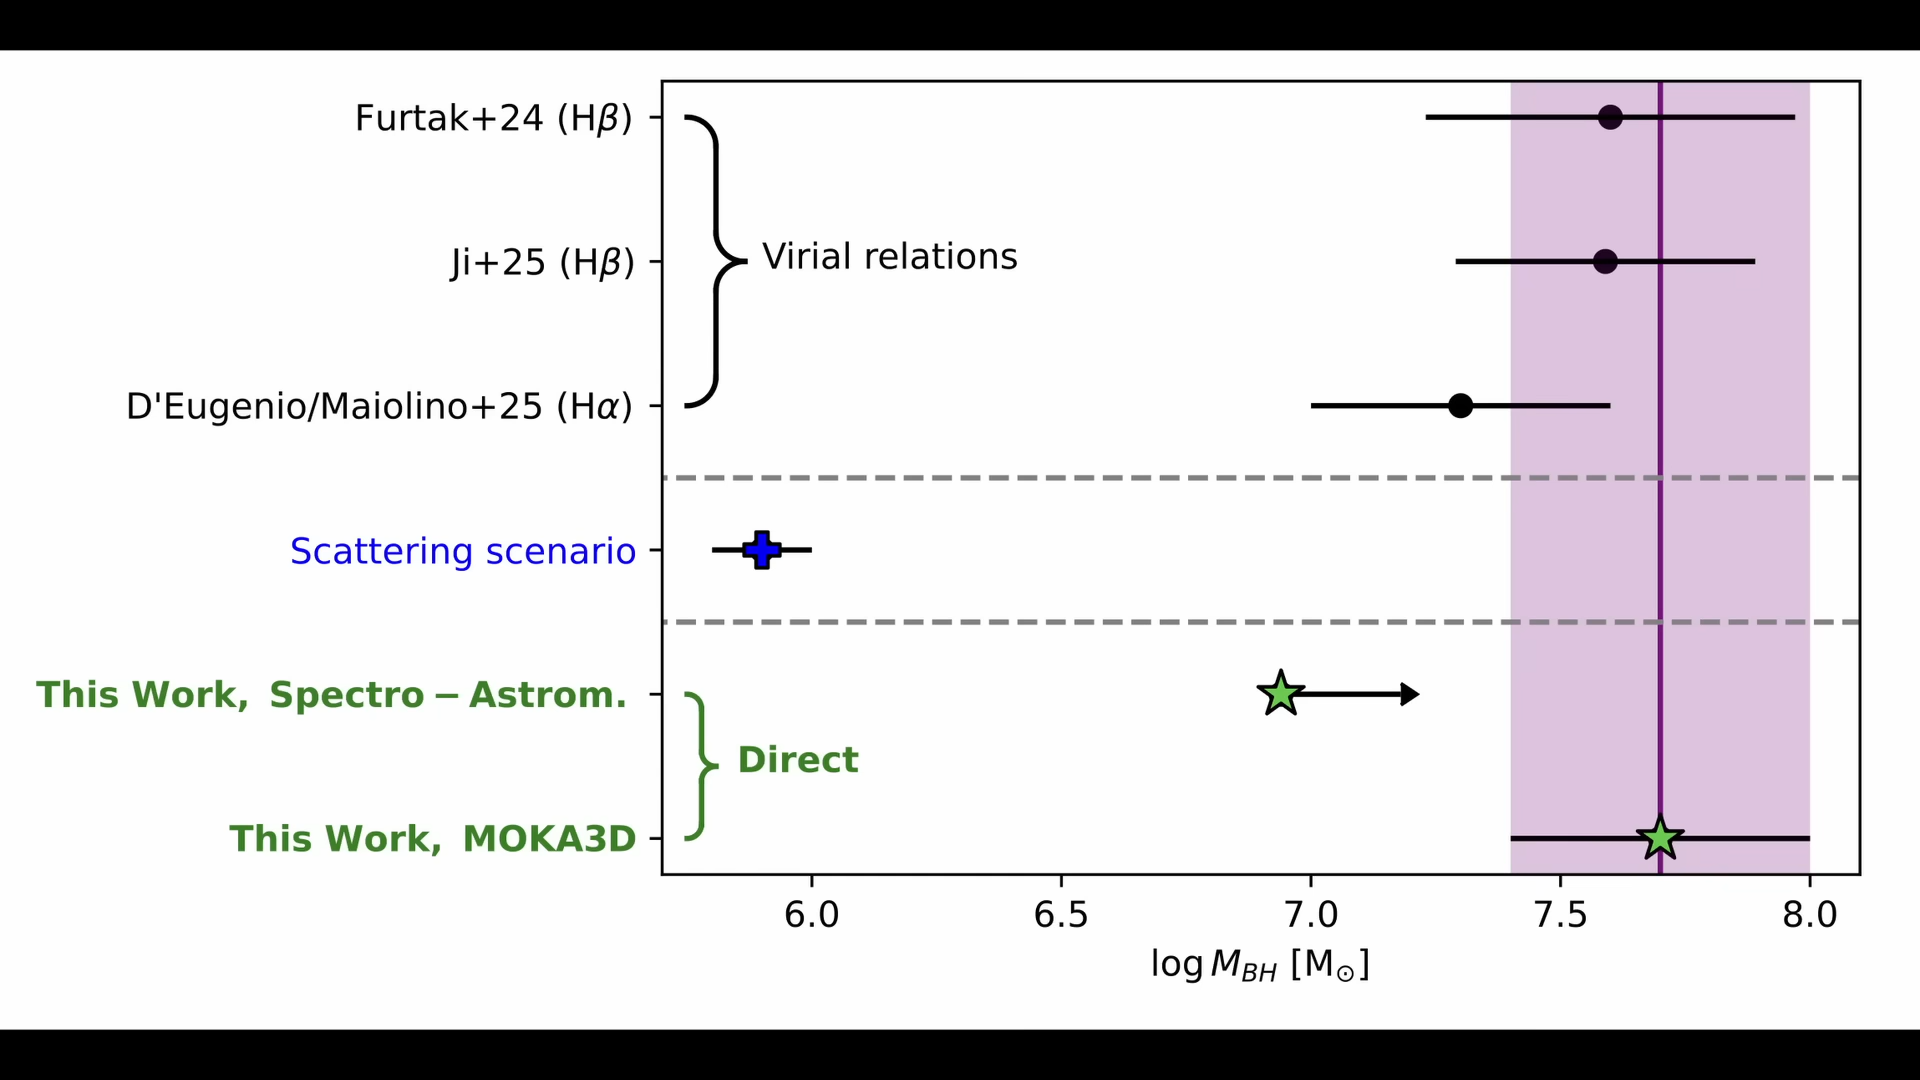 Furtak+24 (Hβ)
Ji+25 (Hβ)
Virial relations
D'Eugenio/Maiolino+25 (Hα)
Scattering scenario
This Work, Spectro − Astrom.
Direct
This Work, MOKA3D
6.0 6.5 7.0 7.5 8.0
log M_BH [M_⊙]